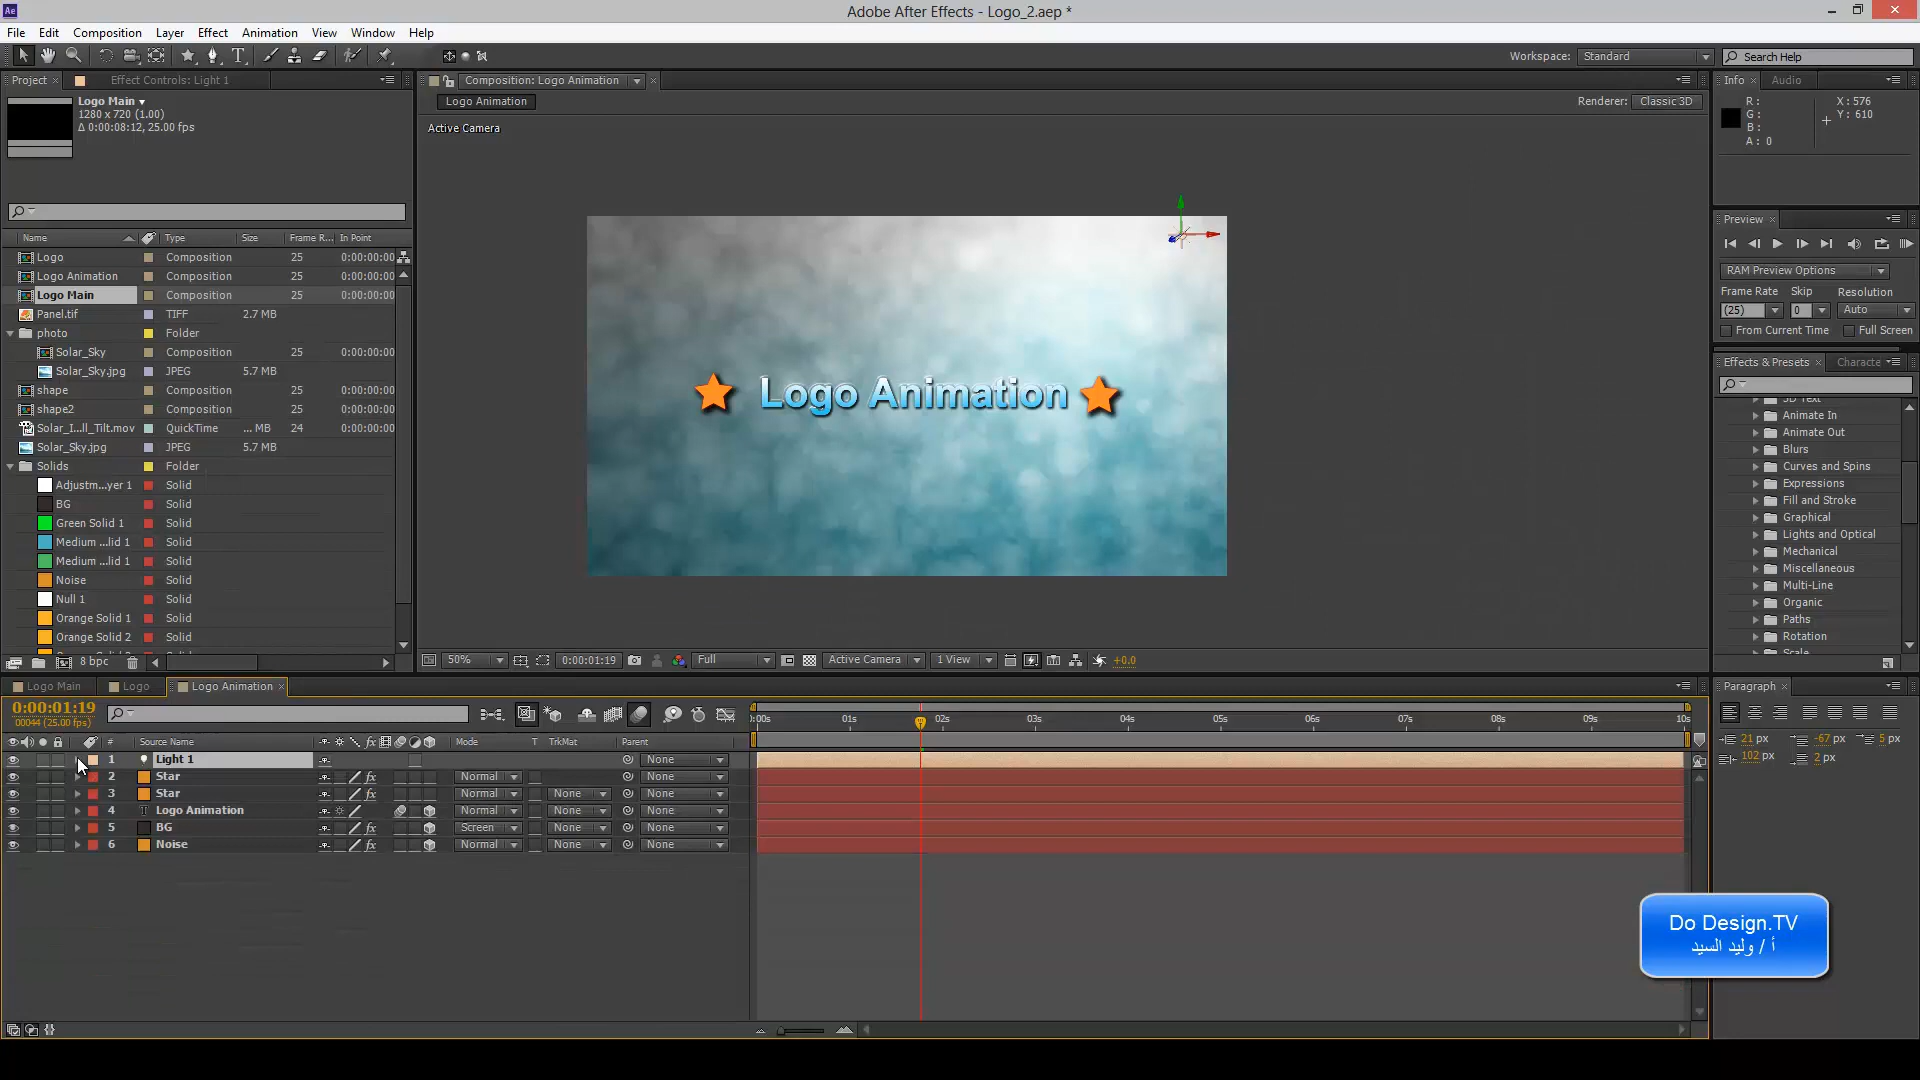 Adobe After Effects - Logo_2.aep *
File Edit Composition Layer Effect Animation View Window Help
Workspace: Standard Search Help
Project Effect Controls: Light 1
Logo Main
1280 x 720 (1.00)
Δ 0:00:08:12, 25.00 fps
Name Type Size Frame R... In Point
Logo Composition 25 0:00:00:00
Logo Animation Composition 25 0:00:00:00
Logo Main Composition 25 0:00:00:00
Panel.tif TIFF 2.7 MB
photo Folder
Solar_Sky Composition 25 0:00:00:00
Solar_Sky.jpg JPEG 5.7 MB
shape Composition 25 0:00:00:00
shape2 Composition 25 0:00:00:00
Solar_I...ll_Tilt.mov QuickTime ... MB 24 0:00:00:00
Solar_Sky.jpg JPEG 5.7 MB
Solids Folder
Adjustm...yer 1 Solid
BG Solid
Green Solid 1 Solid
Medium ...lid 1 Solid
Medium ...lid 1 Solid
Noise Solid
Null 1 Solid
Orange Solid 1 Solid
Orange Solid 2 Solid
8 bpc
Composition: Logo Animation
Logo Animation
Renderer: Classic 3D
Active Camera
Logo Animation
50% 0:00:01:19 Full Active Camera 1 View +0.0
Info Audio
R: X: 576
G: Y: 610
B:
A: 0
Preview
RAM Preview Options
Frame Rate Skip Resolution
(25) 0 Auto
From Current Time Full Screen
Effects & Presets Characte
3D Text
Animate In
Animate Out
Blurs
Curves and Spins
Expressions
Fill and Stroke
Graphical
Lights and Optical
Mechanical
Miscellaneous
Multi-Line
Organic
Paths
Rotation
Scale
Logo Main Logo Logo Animation
0:00:01:19
00044 (25.00 fps)
:00s 01s 02s 03s 04s 05s 06s 07s 08s 09s 10s
# Source Name fx Mode T TrkMat Parent
1 Light 1 None
2 Star fx Normal None
3 Star fx Normal None None
4 T Logo Animation Normal None None
5 BG fx Screen None None
6 Noise fx Normal None None
Paragraph
21 px -67 px 5 px
102 px 2 px
Do Design.TV
أ / وليد السيد